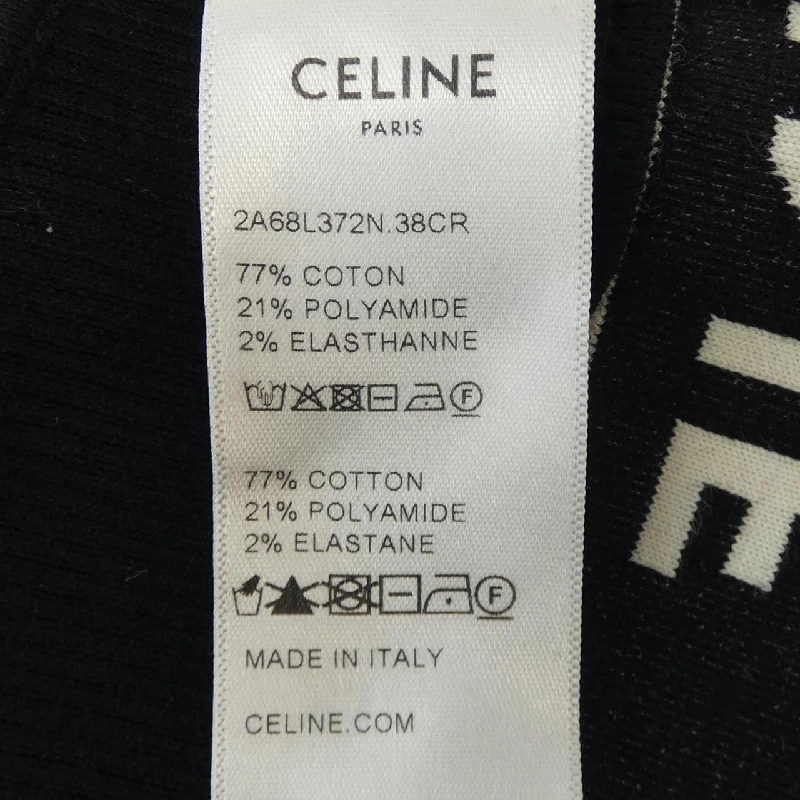 CELINE
PARIS
2A68L372N.38CR
77% COTON
21% POLYAMIDE
2% ELASTHANNE
F
77% COTTON
21% POLYAMIDE
2% ELASTANE
F
MADE IN ITALY
CELINE.COM
IE